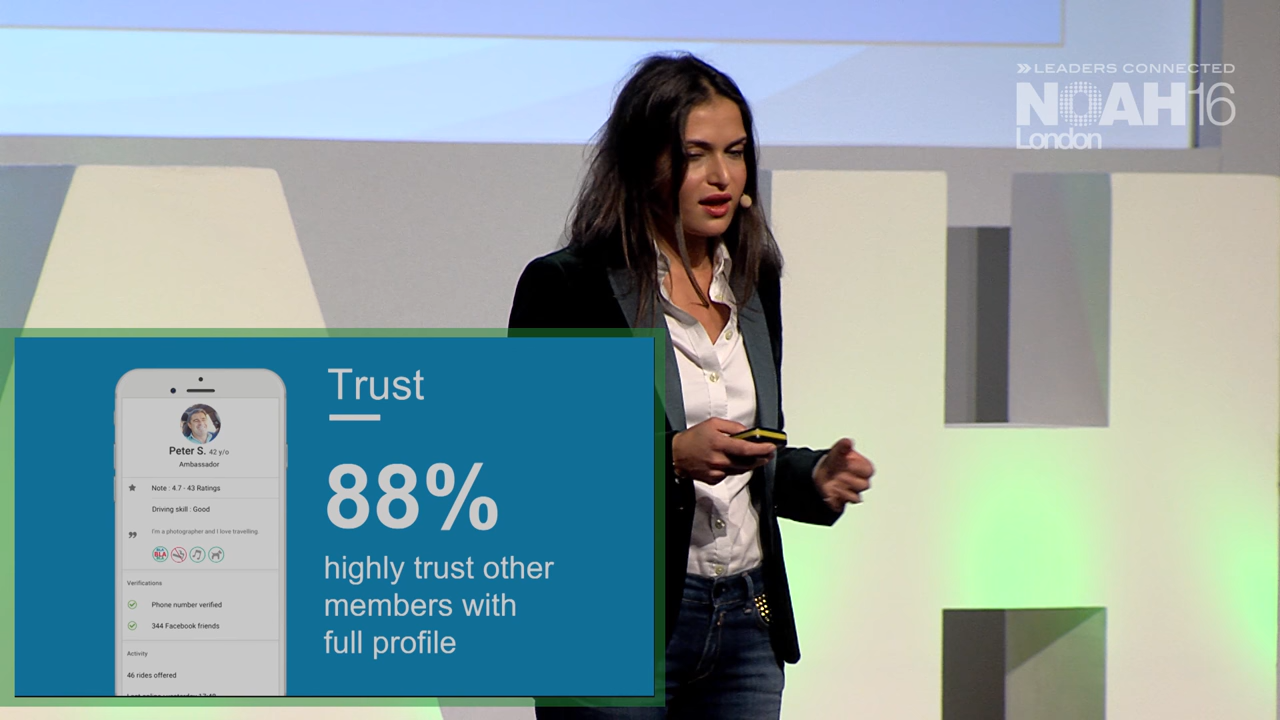 »LEADERS CONNECTED
NOAH16
London
Trust
88%
highly trust other
members with
full profile
Peter S. 42 y/o
Ambassador
Note : 4.7 - 43 Ratings
Driving skill : Good
I'm a photographer and I love travelling.
BLA
Verifications
Phone number verified
344 Facebook friends
Activity
46 rides offered